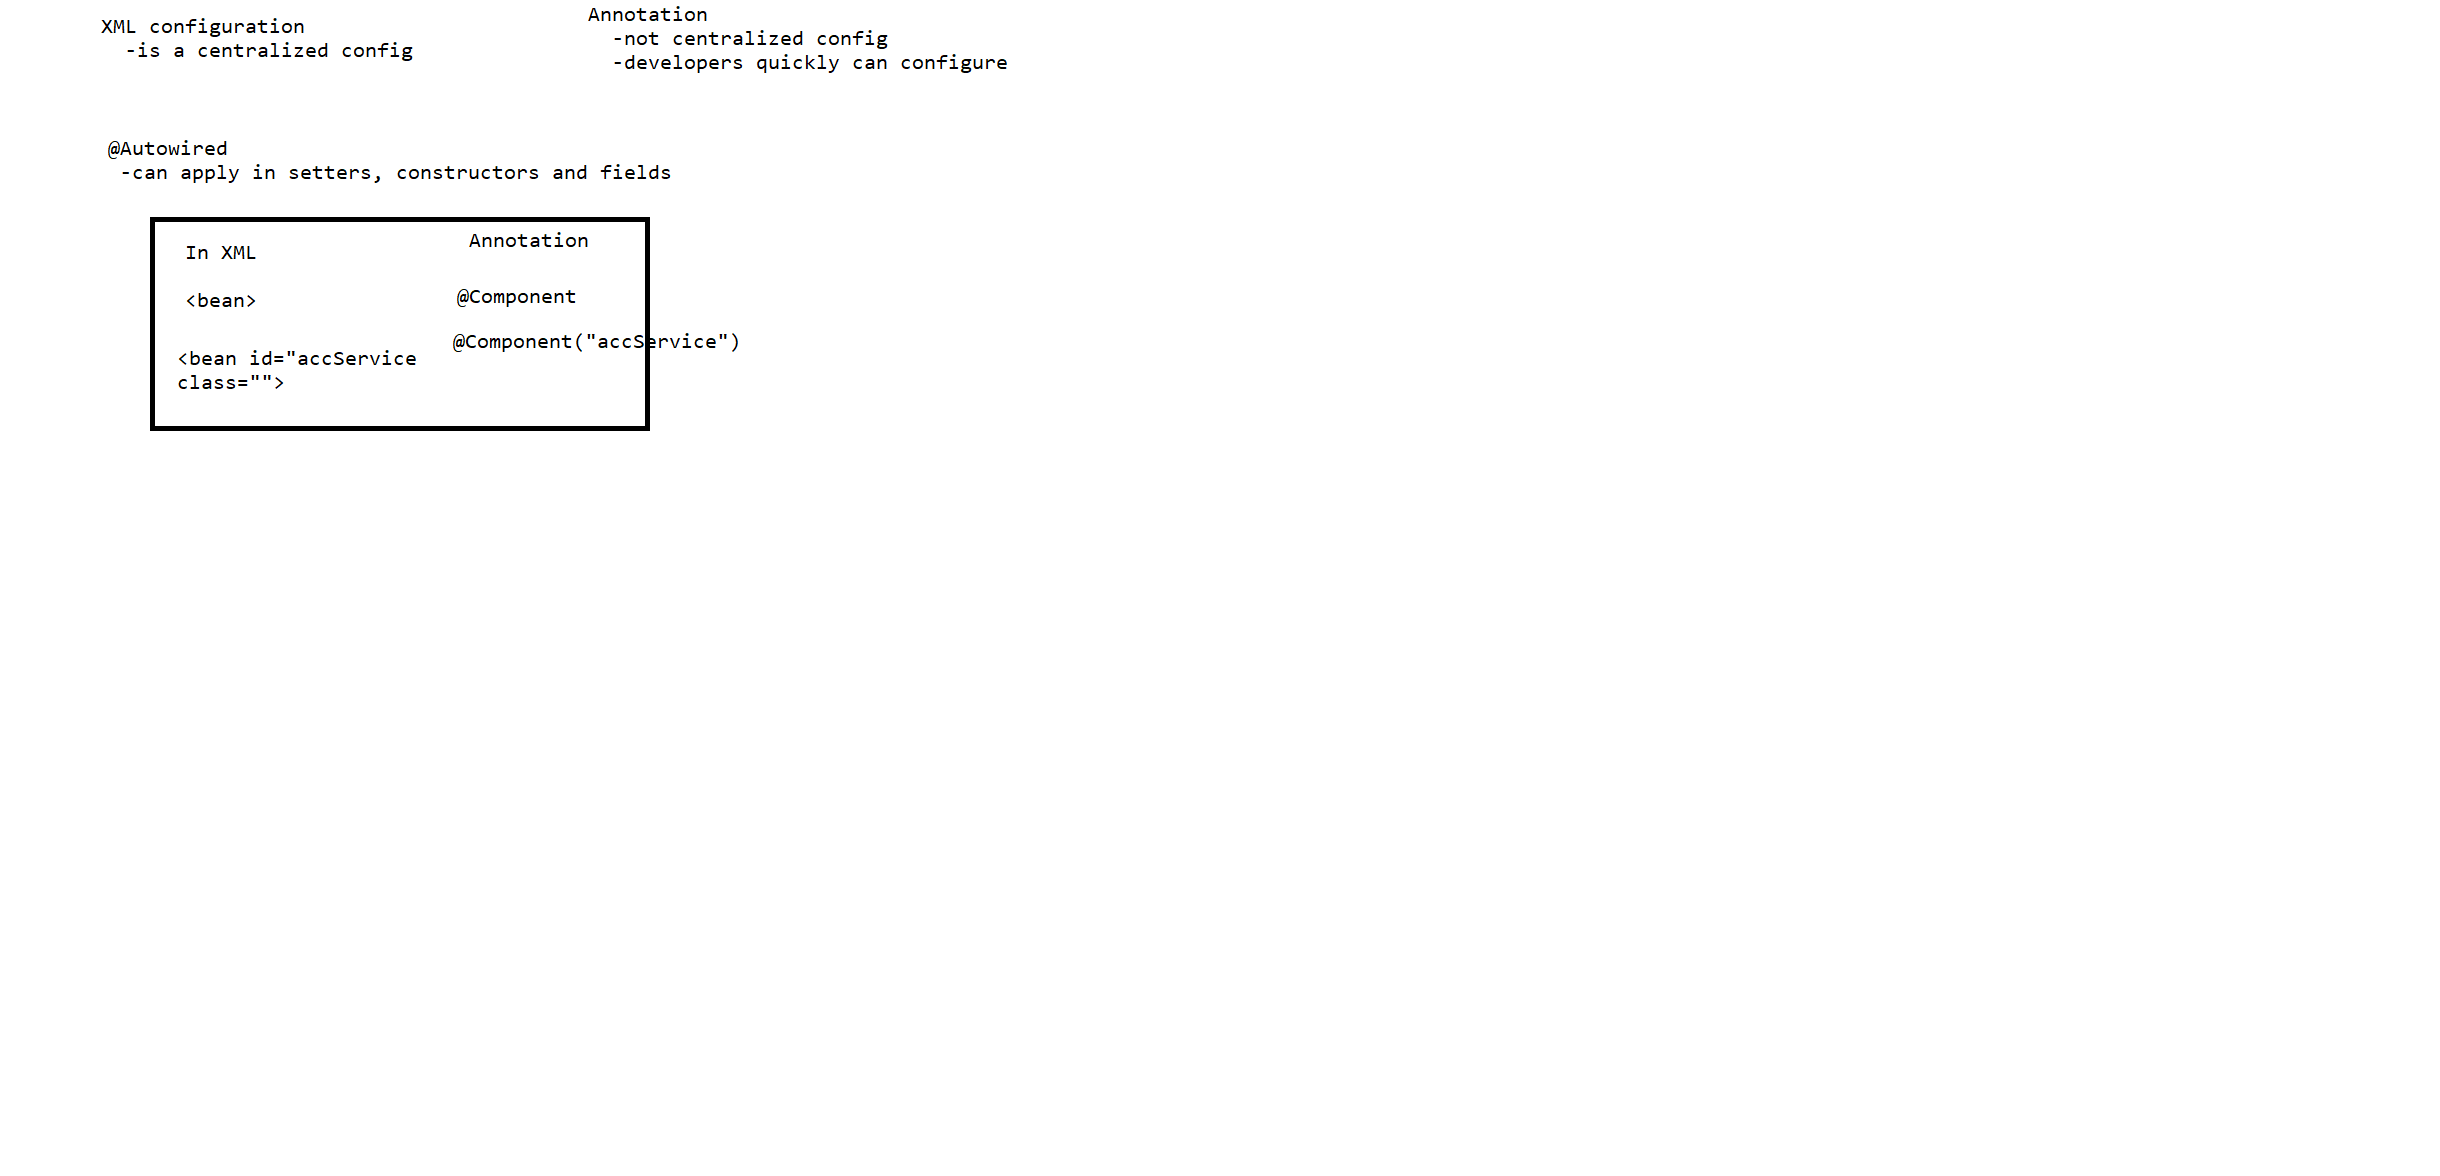 XML configuration
-is a centralized config
Annotation
-not centralized config
-developers quickly can configure
@Autowired
-can apply in setters, constructors and fields
In XML
Annotation
<bean>
@Component
<bean id="accService
class="">
@Component("accService")